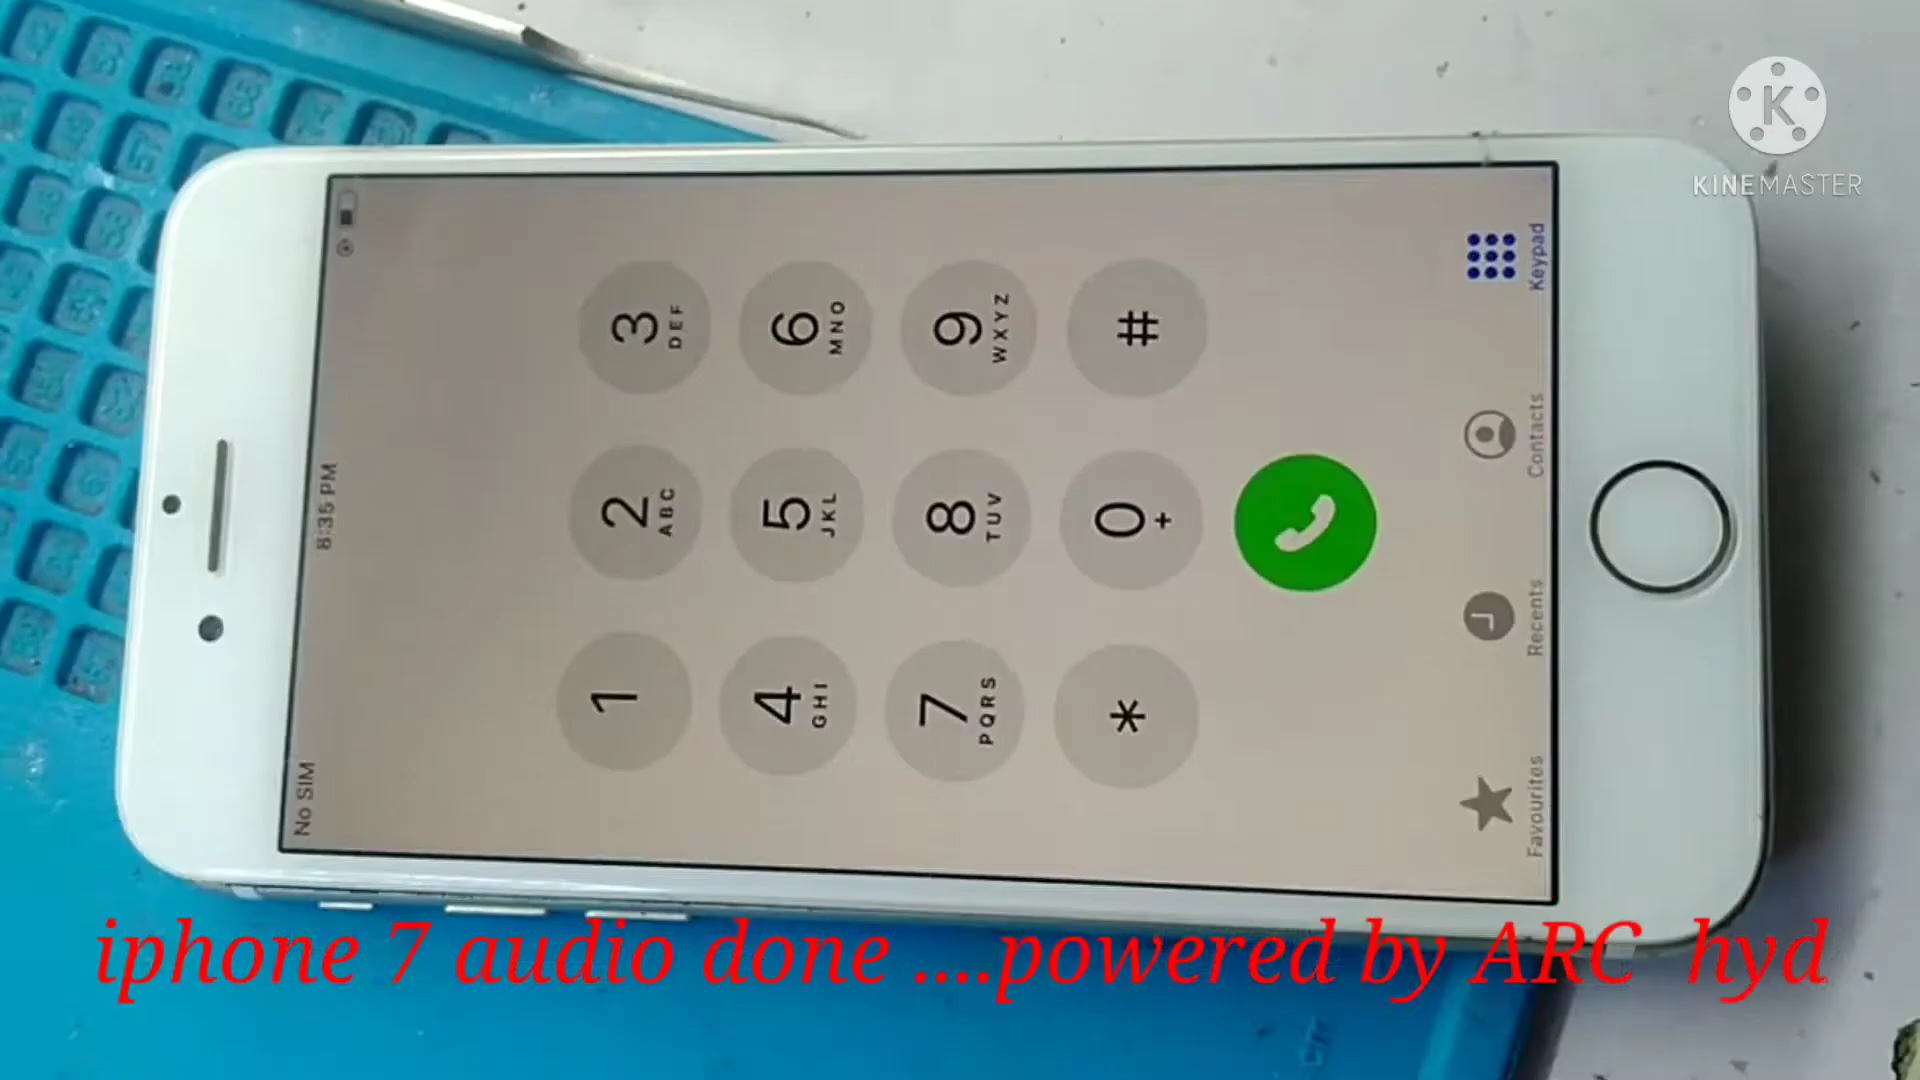 No SIM
8:35 PM
1
2
ABC
3
DEF
4
GHI
5
JKL
6
MNO
7
PQRS
8
TUV
9
WXYZ
*
0
+
#
Favourites
Recents
Contacts
Keypad
K
KINEMASTER
iphone 7 audio done ....powered by ARC hyd